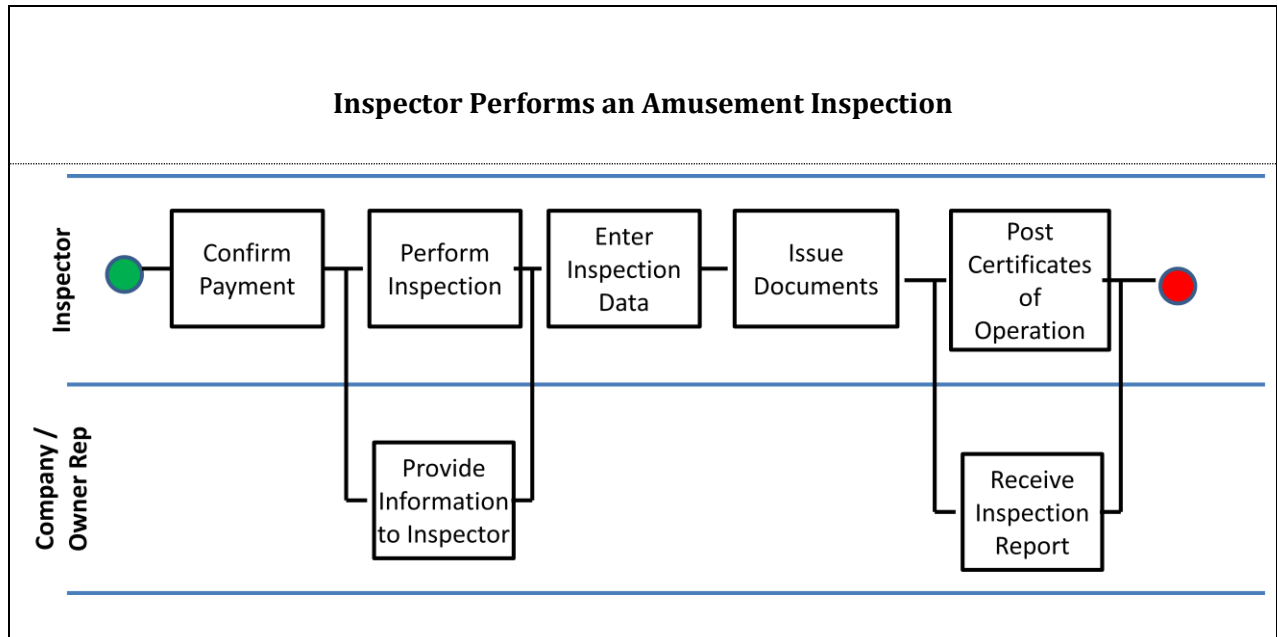 Inspector Performs an Amusement Inspection
Inspector
Confirm
Payment
Perform
Inspection
Enter
Inspection
Data
Issue
Documents
Post
Certificates
of
Operation
Company /
Owner Rep
Provide
Information
to Inspector
Receive
Inspection
Report